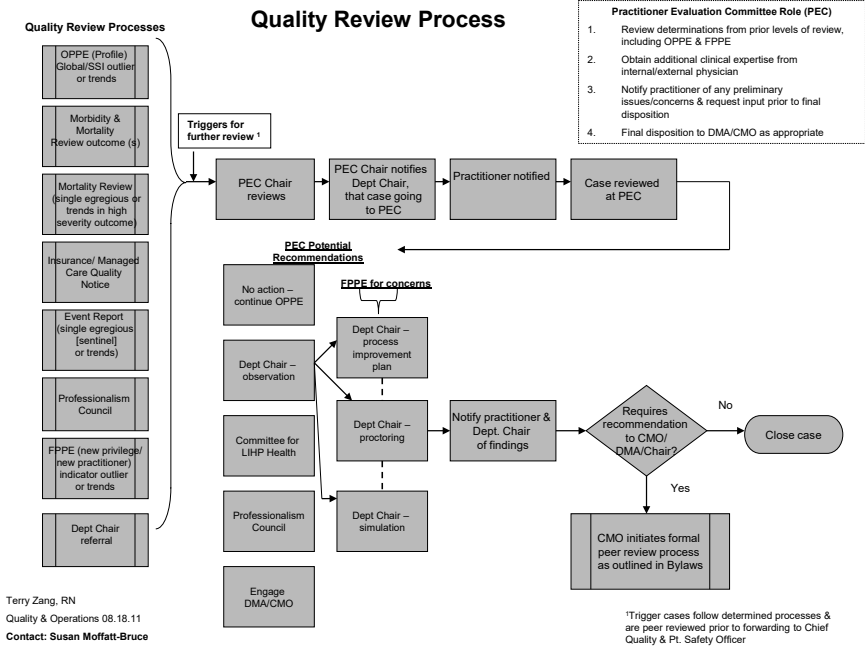 Quality Review Process
Quality Review Processes
OPPE (Profile)
Global/SSI outlier
or trends
Morbidity &
Mortality
Review outcome (s)
Mortality Review
(single egregious or
trends in high
severity outcome)
Insurance/ Managed
Care Quality
Notice
Event Report
(single egregious
[sentinel]
or trends)
Professionalism
Council
FPPE (new privilege/
new practitioner)
indicator outlier
or trends
Dept Chair
referral
Triggers for
further review ¹
Practitioner Evaluation Committee Role (PEC)
1. Review determinations from prior levels of review,
including OPPE & FPPE
2. Obtain additional clinical expertise from
internal/external physician
3. Notify practitioner of any preliminary
issues/concerns & request input prior to final
disposition
4. Final disposition to DMA/CMO as appropriate
PEC Chair
reviews
PEC Chair notifies
Dept Chair,
that case going
to PEC
Practitioner notified
Case reviewed
at PEC
PEC Potential
Recommendations
No action –
continue OPPE
Dept Chair –
observation
Committee for
LIHP Health
Professionalism
Council
Engage
DMA/CMO
FPPE for concerns
Dept Chair –
process
improvement
plan
Dept Chair –
proctoring
Dept Chair –
simulation
Notify practitioner &
Dept. Chair
of findings
Requires
recommendation
to CMO/
DMA/Chair?
No
Close case
Yes
CMO initiates formal
peer review process
as outlined in Bylaws
Terry Zang, RN
Quality & Operations 08.18.11
Contact: Susan Moffatt-Bruce
¹Trigger cases follow determined processes &
are peer reviewed prior to forwarding to Chief
Quality & Pt. Safety Officer